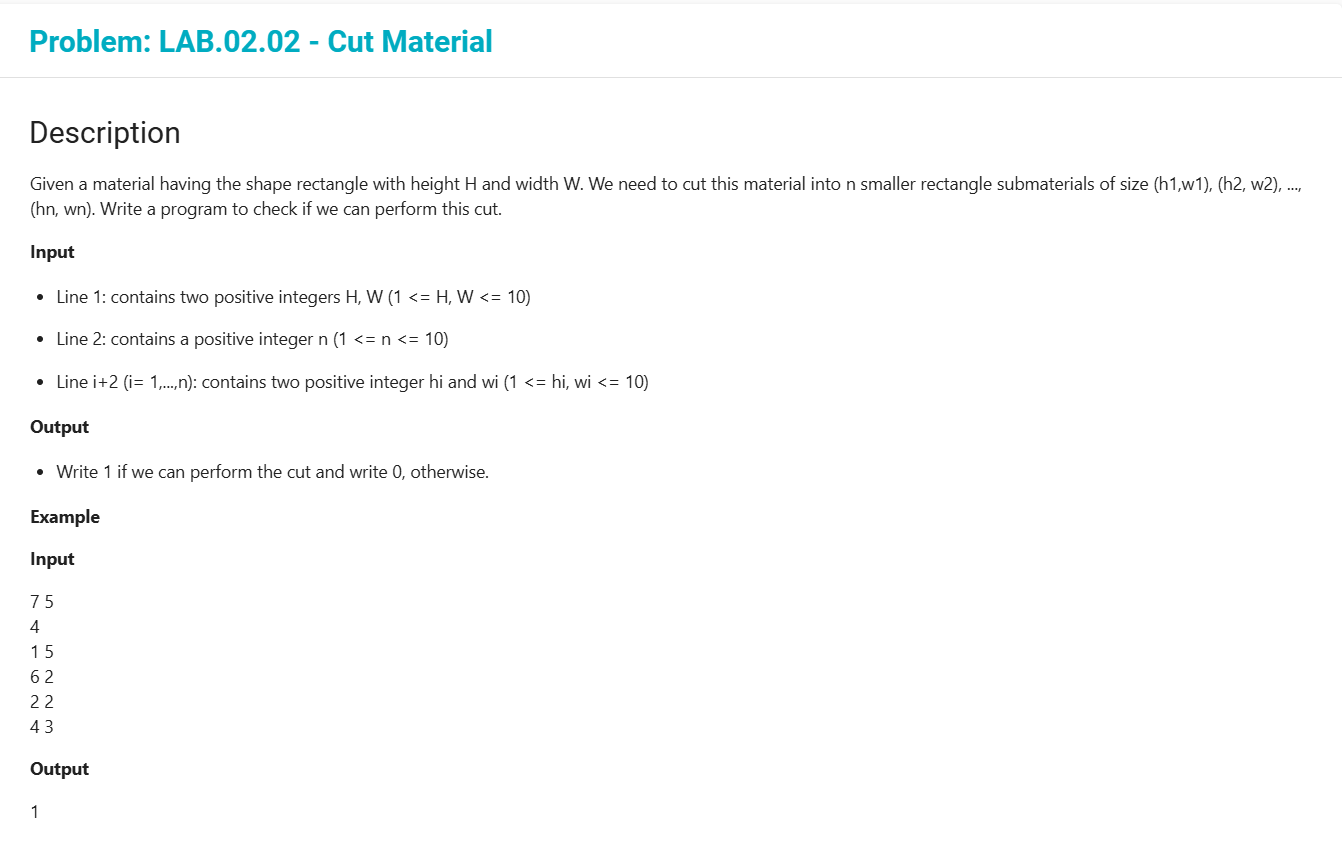 Problem: LAB.02.02 - Cut Material
Description
Given a material having the shape rectangle with height H and width W. We need to cut this material into n smaller rectangle submaterials of size (h1,w1), (h2, w2), ...,
(hn, wn). Write a program to check if we can perform this cut.
Input
• Line 1: contains two positive integers H, W (1 <= H, W <= 10)
• Line 2: contains a positive integer n (1 <= n <= 10)
• Line i+2 (i= 1,...,n): contains two positive integer hi and wi (1 <= hi, wi <= 10)
Output
• Write 1 if we can perform the cut and write 0, otherwise.
Example
Input
7 5
4
1 5
6 2
2 2
4 3
Output
1